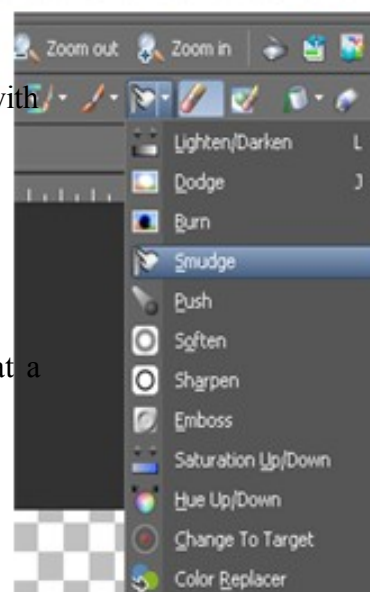 Zoom out Zoom in
with
Lighten/Darken L
Dodge J
Burn
Smudge
Push
Soften
at a
Sharpen
Emboss
Saturation Up/Down
Hue Up/Down
Change To Target
Color Replacer